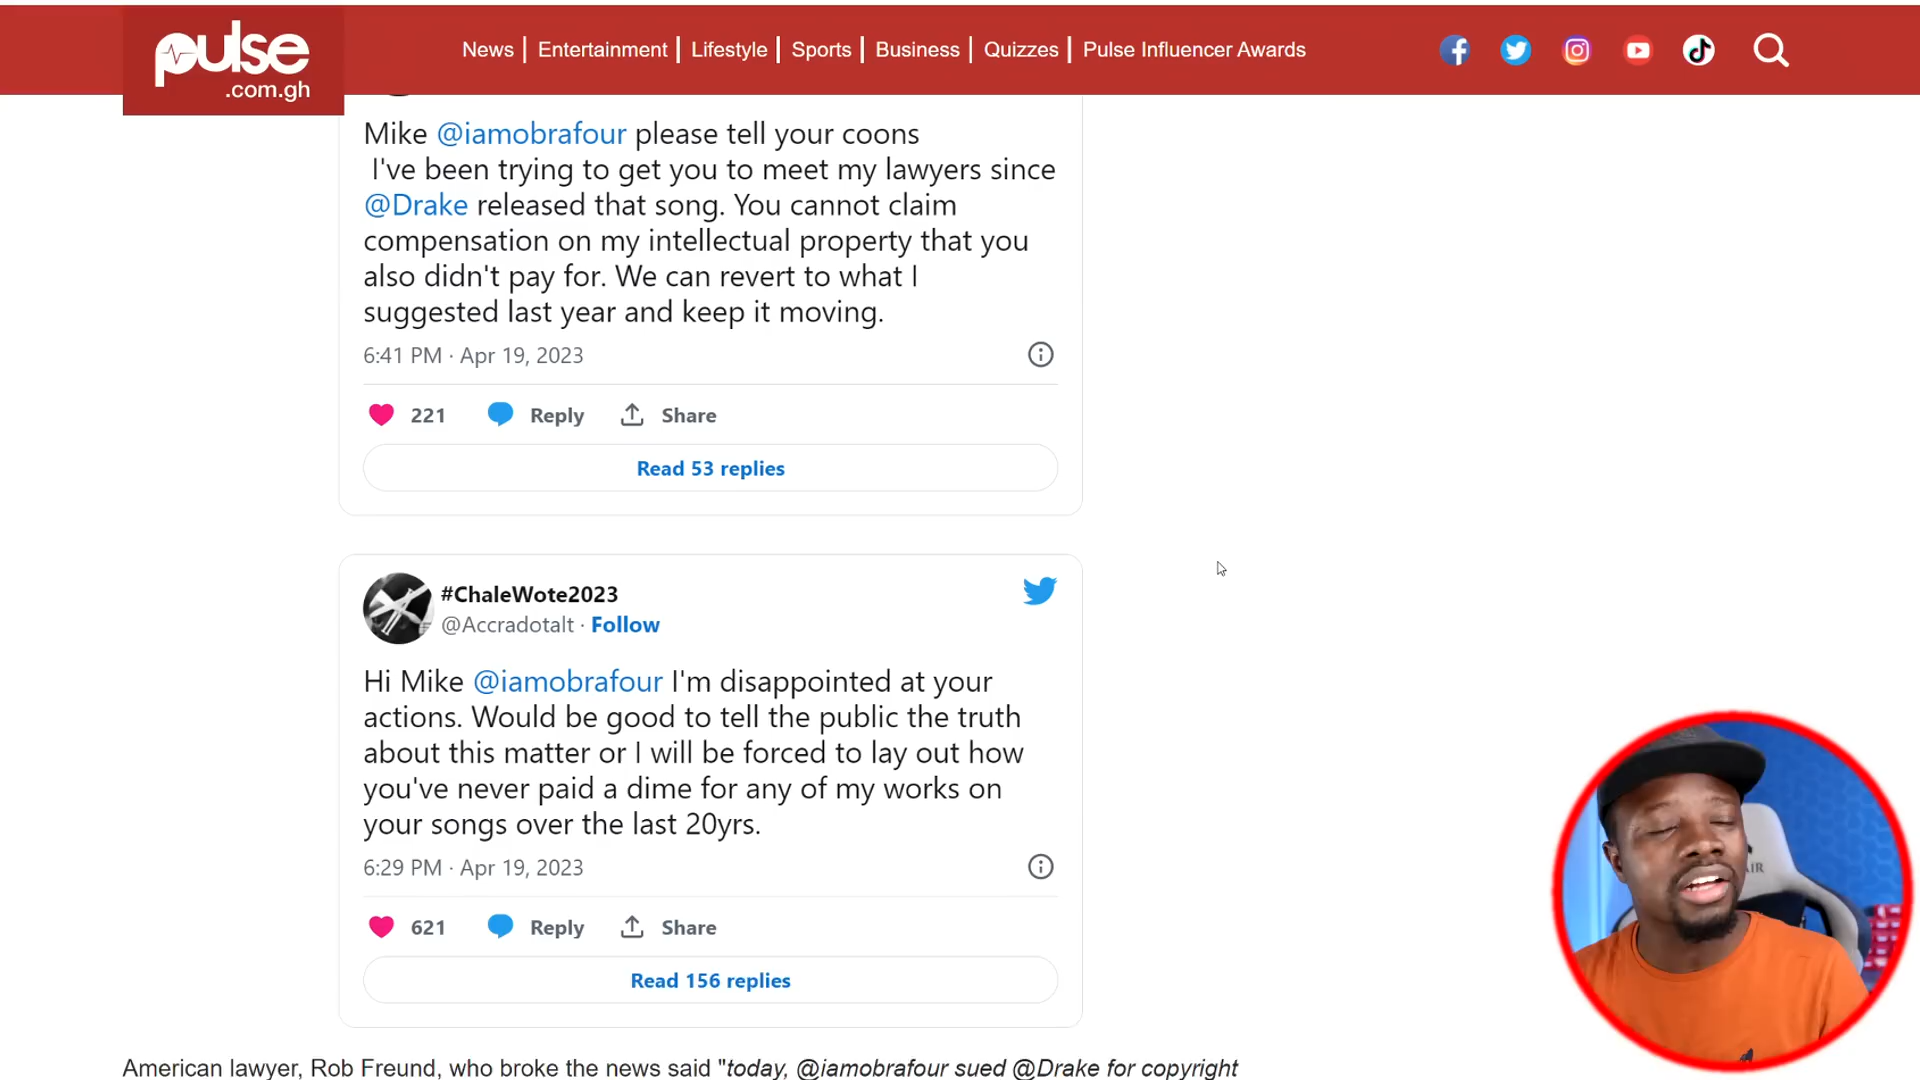 pulse
.com.gh
News | Entertainment | Lifestyle | Sports | Business | Quizzes | Pulse Influencer Awards
Mike @iamobrafour please tell your coons
I've been trying to get you to meet my lawyers since
@Drake released that song. You cannot claim
compensation on my intellectual property that you
also didn't pay for. We can revert to what I
suggested last year and keep it moving.
6:41 PM · Apr 19, 2023
221 Reply Share
Read 53 replies
#ChaleWote2023
@Accradotalt · Follow
Hi Mike @iamobrafour I'm disappointed at your
actions. Would be good to tell the public the truth
about this matter or I will be forced to lay out how
you've never paid a dime for any of my works on
your songs over the last 20yrs.
6:29 PM · Apr 19, 2023
621 Reply Share
Read 156 replies
American lawyer, Rob Freund, who broke the news said "today, @iamobrafour sued @Drake for copyright